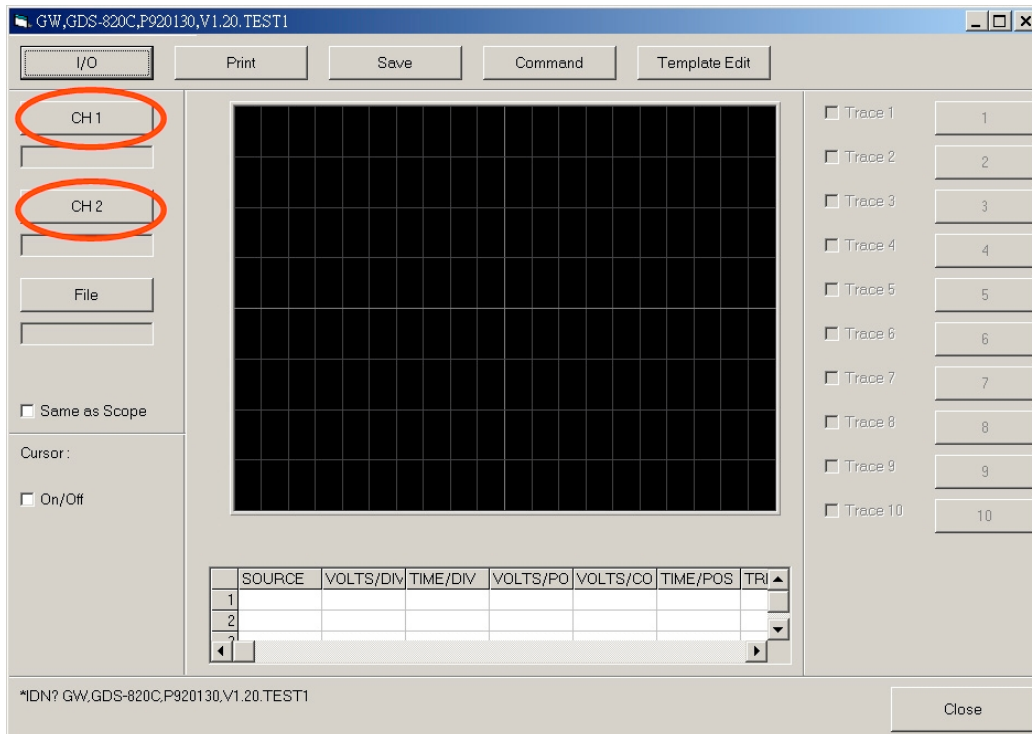 GW,GDS-820C,P920130,V1.20.TEST1
I/O Print Save Command Template Edit
CH 1
CH 2
File
Same as Scope
Cursor :
On/Off
Trace 1 1
Trace 2 2
Trace 3 3
Trace 4 4
Trace 5 5
Trace 6 6
Trace 7 7
Trace 8 8
Trace 9 9
Trace 10 10
SOURCE VOLTS/DIV TIME/DIV VOLTS/PO VOLTS/CO TIME/POS TRI
1
2
*IDN? GW,GDS-820C,P920130,V1.20.TEST1
Close